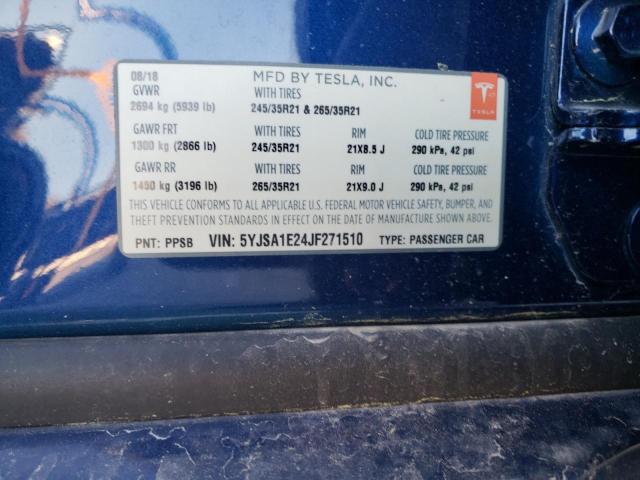 08/18 MFD BY TESLA, INC.
GVWR WITH TIRES
2694 kg (5939 lb) 245/35R21 & 265/35R21
TESLA
GAWR FRT WITH TIRES RIM COLD TIRE PRESSURE
1300 kg (2866 lb) 245/35R21 21X8.5 J 290 kPa, 42 psi
GAWR RR WITH TIRES RIM COLD TIRE PRESSURE
1450 kg (3196 lb) 265/35R21 21X9.0 J 290 kPa, 42 psi
THIS VEHICLE CONFORMS TO ALL APPLICABLE U.S. FEDERAL MOTOR VEHICLE SAFETY, BUMPER, AND
THEFT PREVENTION STANDARDS IN EFFECT ON THE DATE OF MANUFACTURE SHOWN ABOVE.
PNT: PPSB VIN: 5YJSA1E24JF271510 TYPE: PASSENGER CAR